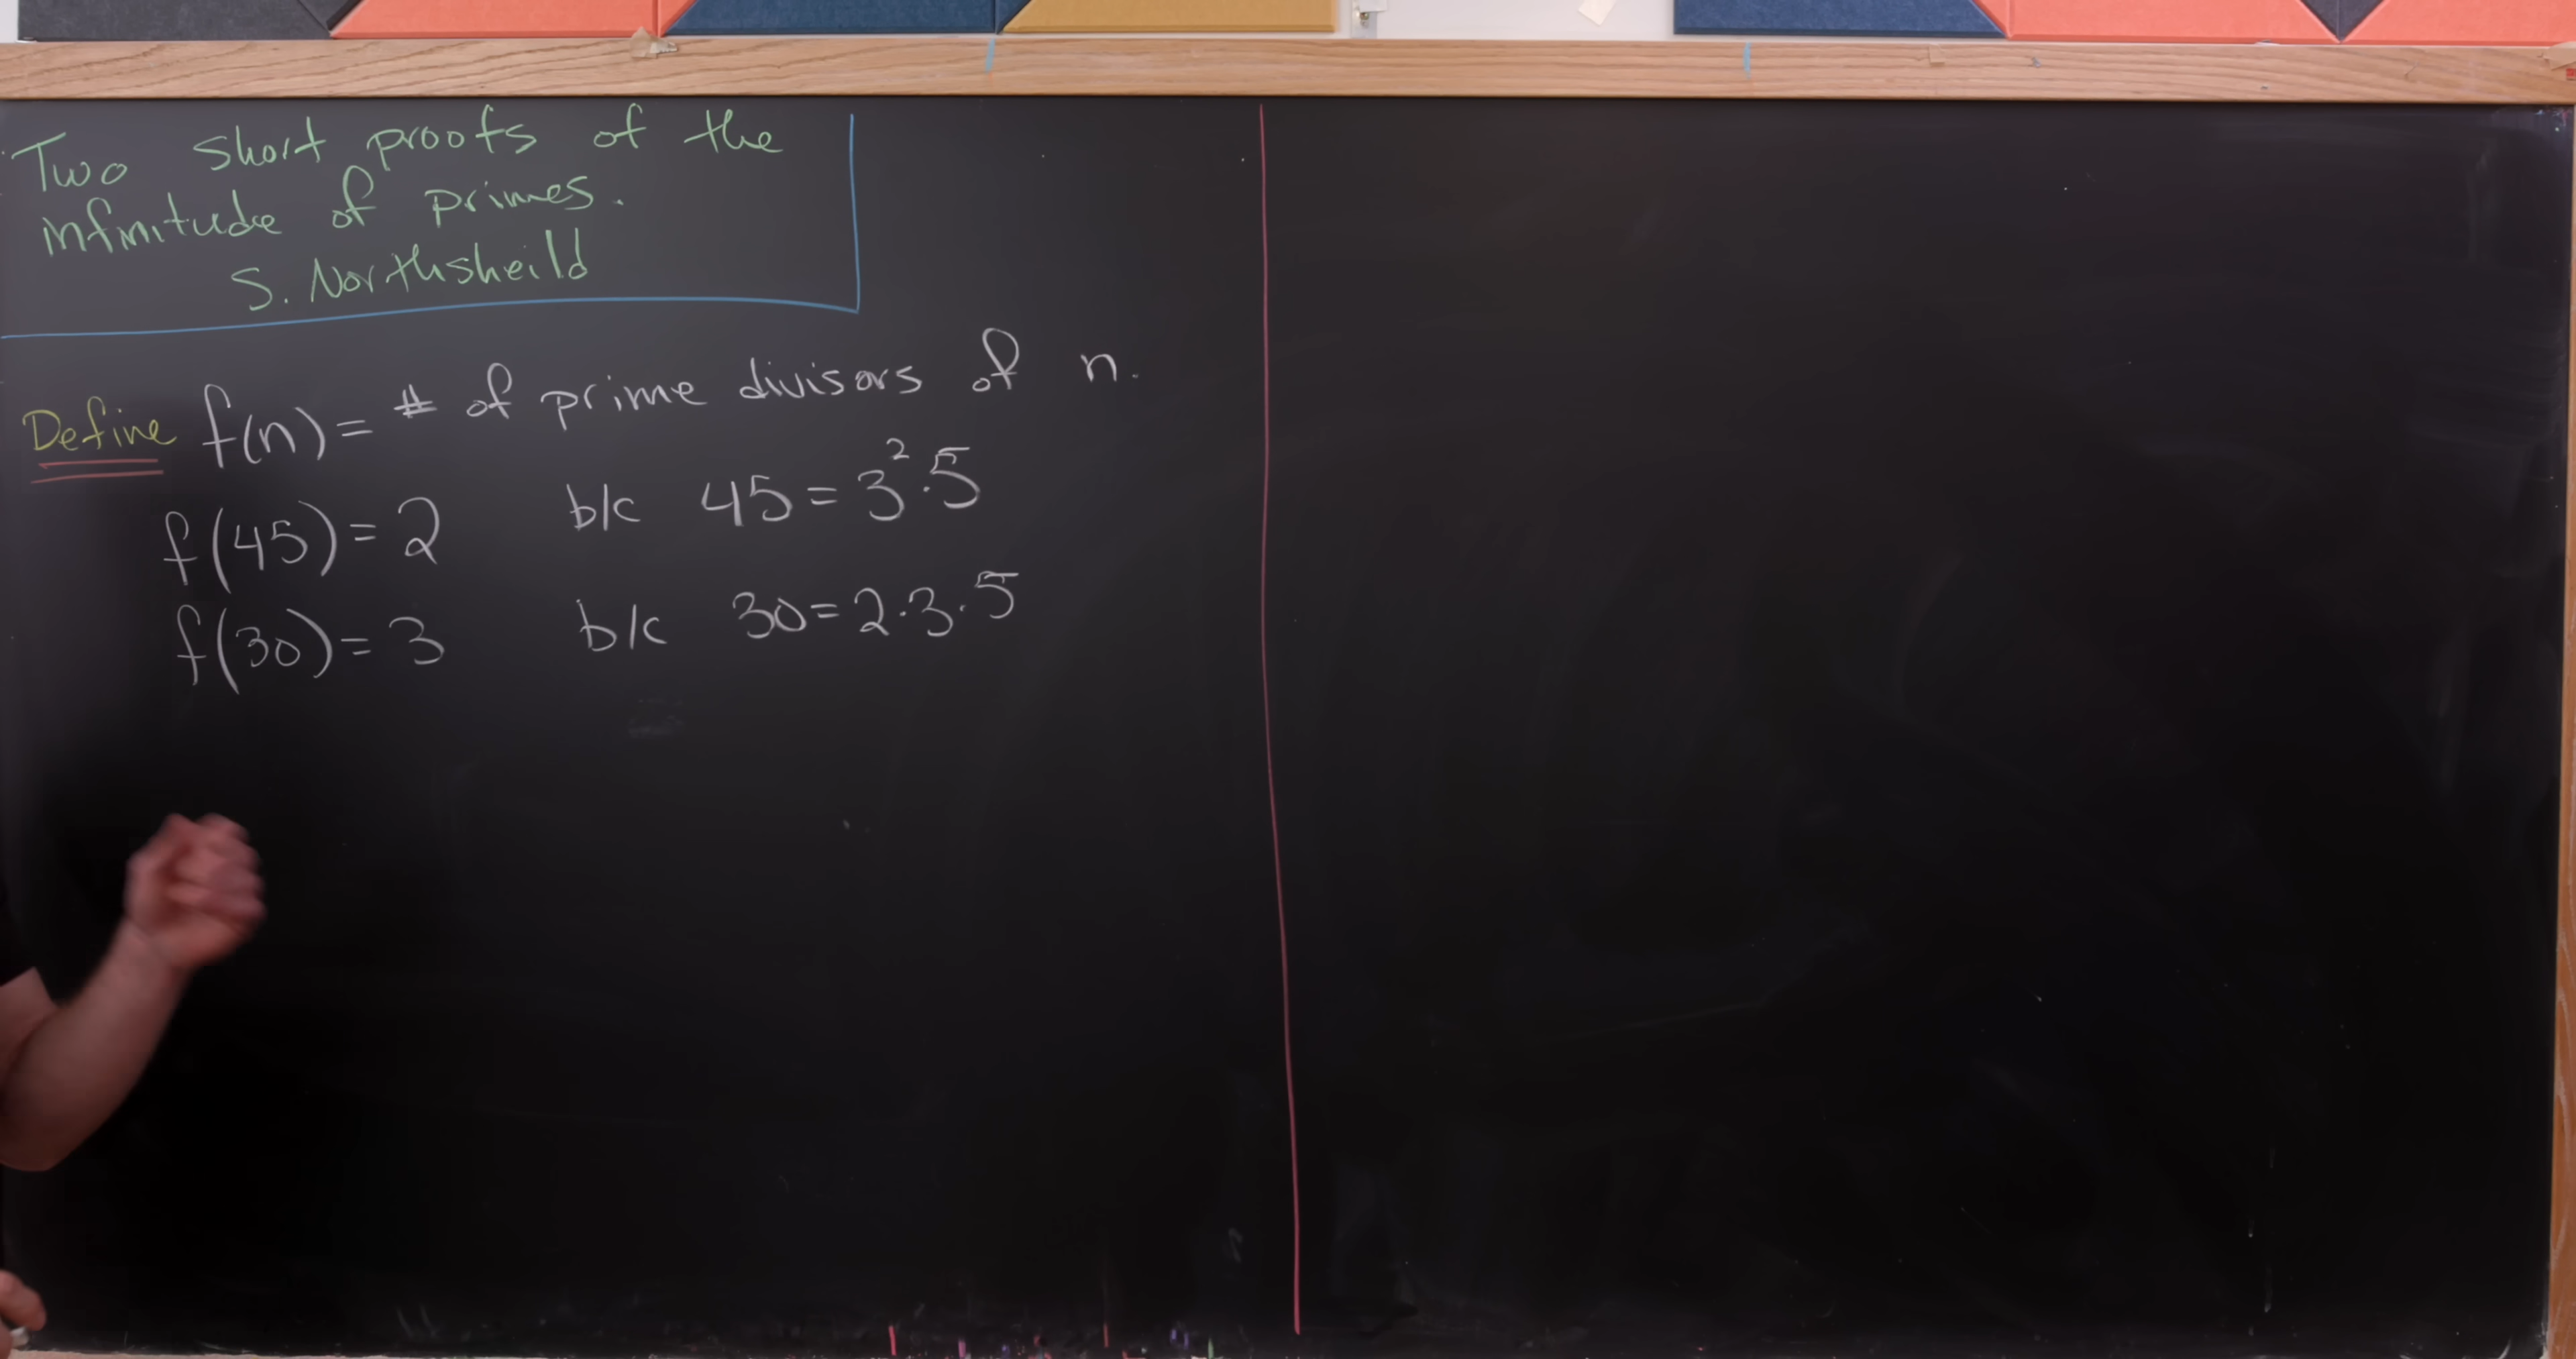 Two short proofs of the
infinitude of primes.
S. Northsheild
Define f(n) = # of prime divisors of n.
f(45) = 2 b/c 45 = 3²·5
f(30) = 3 b/c 30 = 2·3·5